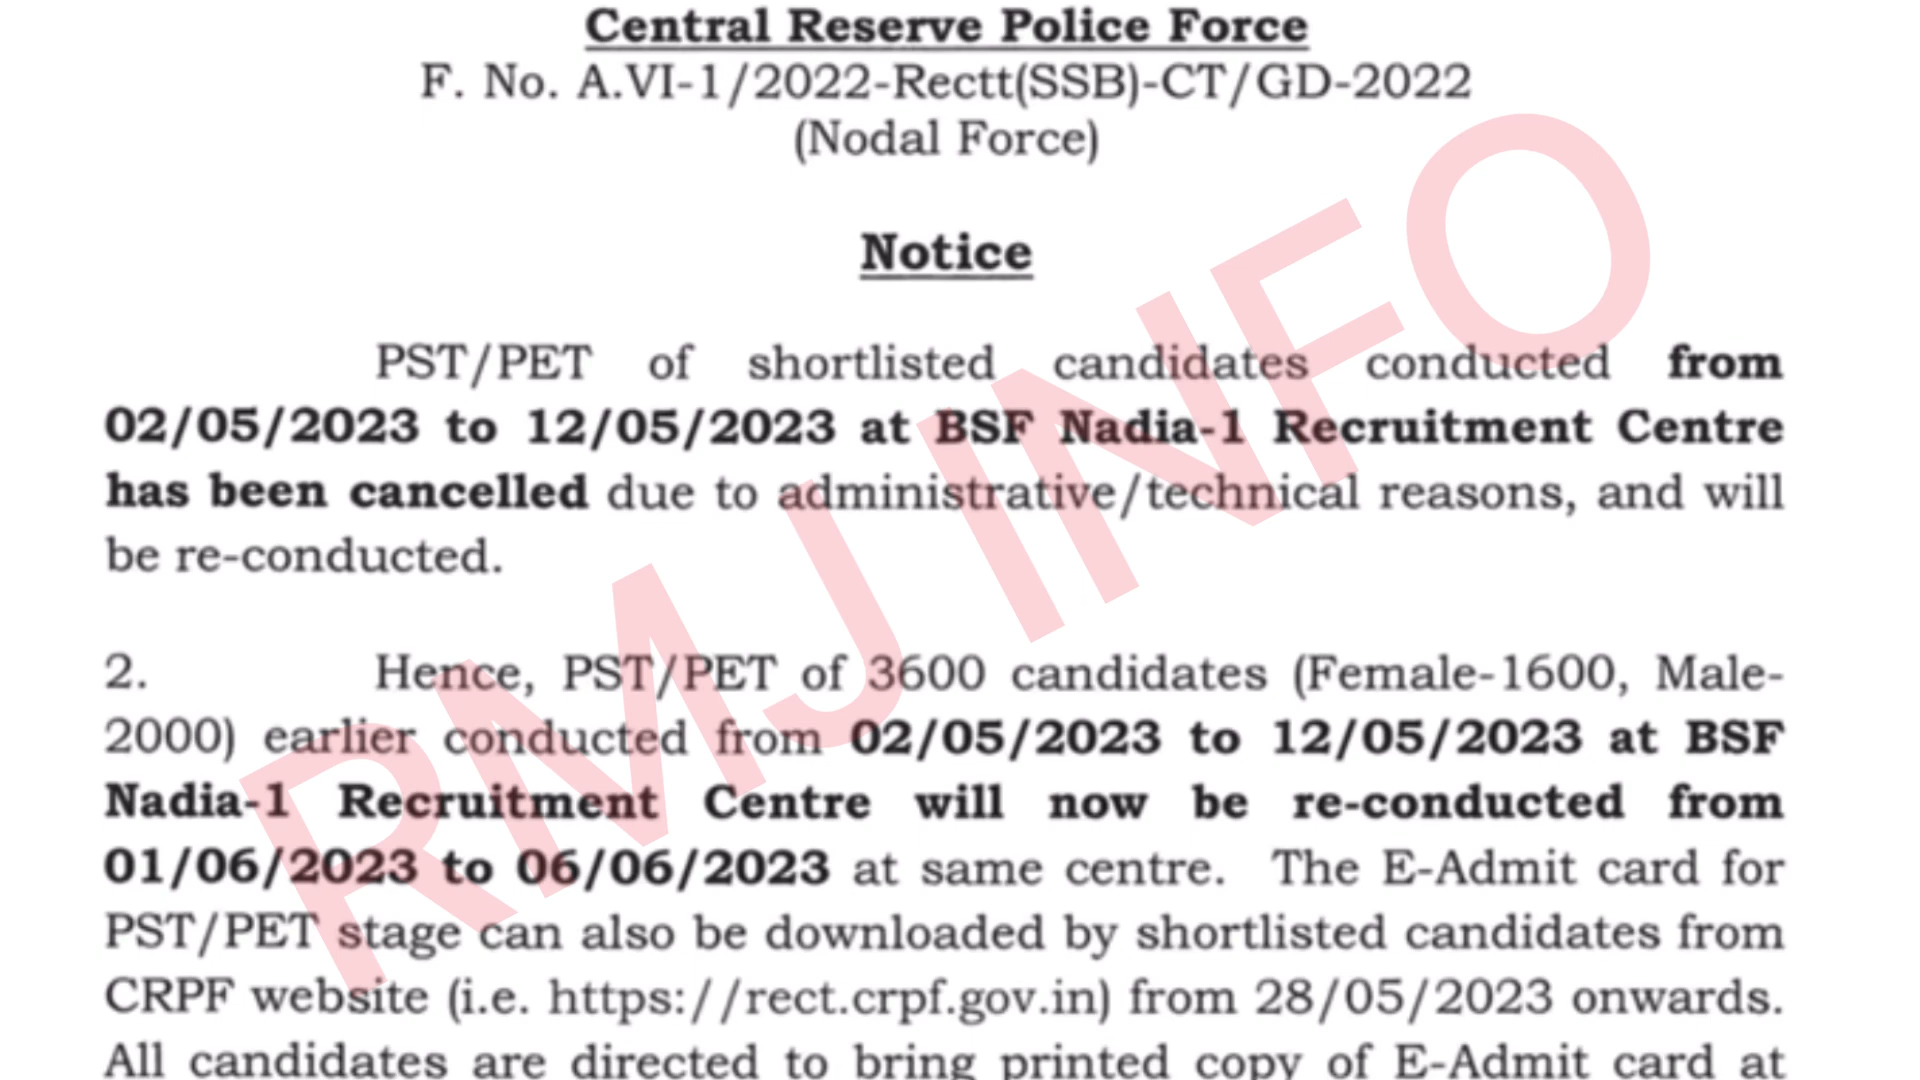 Central Reserve Police Force
F. No. A.VI-1/2022-Rectt(SSB)-CT/GD-2022
(Nodal Force)
Notice
PST/PET of shortlisted candidates conducted from
02/05/2023 to 12/05/2023 at BSF Nadia-1 Recruitment Centre
has been cancelled due to administrative/technical reasons, and will
be re-conducted.
2. Hence, PST/PET of 3600 candidates (Female-1600, Male-
2000) earlier conducted from 02/05/2023 to 12/05/2023 at BSF
Nadia-1 Recruitment Centre will now be re-conducted from
01/06/2023 to 06/06/2023 at same centre. The E-Admit card for
PST/PET stage can also be downloaded by shortlisted candidates from
CRPF website (i.e. https://rect.crpf.gov.in) from 28/05/2023 onwards.
All candidates are directed to bring printed copy of E-Admit card at
RMJ INFO